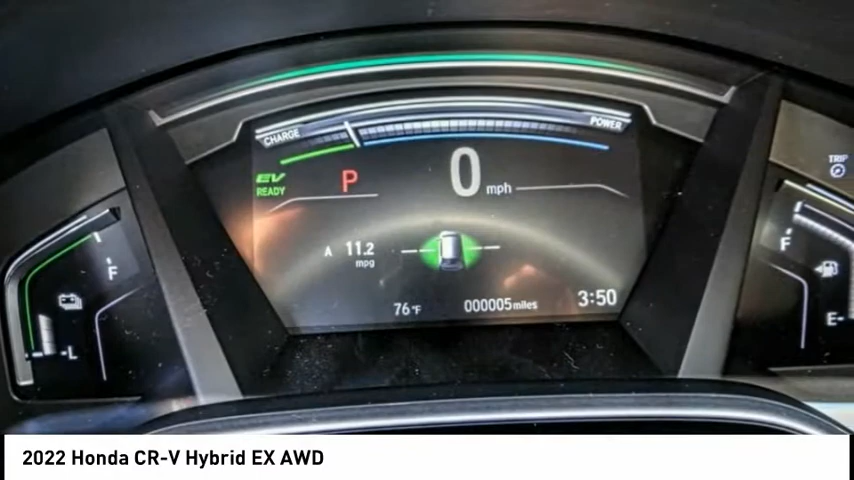 CHARGE POWER
EV
READY
P
0 mph
TRIP
F
F
A 11.2
mpg
L
E
76°F 000005 miles 3:50
2022 Honda CR-V Hybrid EX AWD